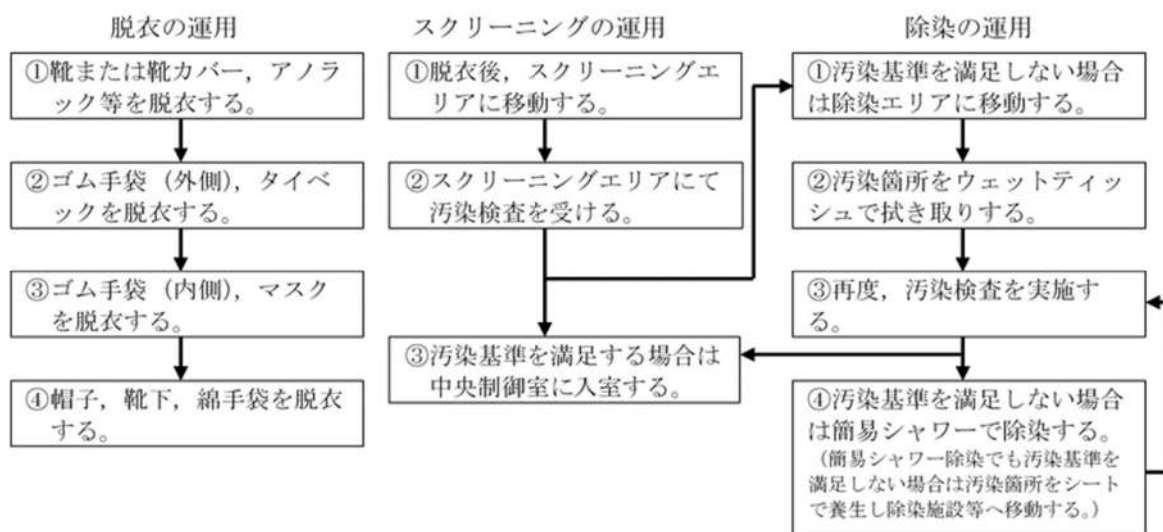 脱衣の運用
①靴または靴カバー，アノラ
ック等を脱衣する。
②ゴム手袋（外側），タイベ
ックを脱衣する。
③ゴム手袋（内側），マスク
を脱衣する。
④帽子，靴下，綿手袋を脱衣
する。
スクリーニングの運用
①脱衣後，スクリーニングエ
リアに移動する。
②スクリーニングエリアにて
汚染検査を受ける。
③汚染基準を満足する場合は
中央制御室に入室する。
除染の運用
①汚染基準を満足しない場合
は除染エリアに移動する。
②汚染箇所をウェットティッ
シュで拭き取りする。
③再度，汚染検査を実施す
る。
④汚染基準を満足しない場合
は簡易シャワーで除染する。
（簡易シャワー除染でも汚染基準を
満足しない場合は汚染箇所をシート
で養生し除染施設等へ移動する。）